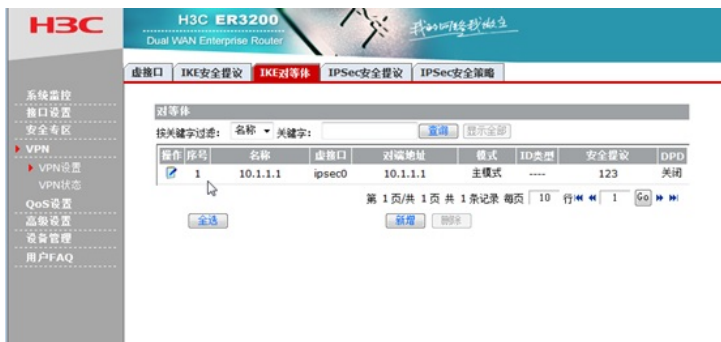 H3C
H3C ER3200
Dual WAN Enterprise Router
虚接口 IKE安全提议 IKE对等体 IPSec安全提议 IPSec安全策略
系统监控
接口设置
安全专区
VPN
VPN设置
VPN状态
QoS设置
高级设置
设备管理
用户FAQ
对等体
按关键字过滤: 名称 关键字: 查询 显示全部
操作 序号 名称 虚接口 对端地址 模式 ID类型 安全提议 DPD
1 10.1.1.1 ipsec0 10.1.1.1 主模式 ---- 123 关闭
第 1 页/共 1 页 共 1 条记录 每页 10 行 1 Go
全选 新增 删除